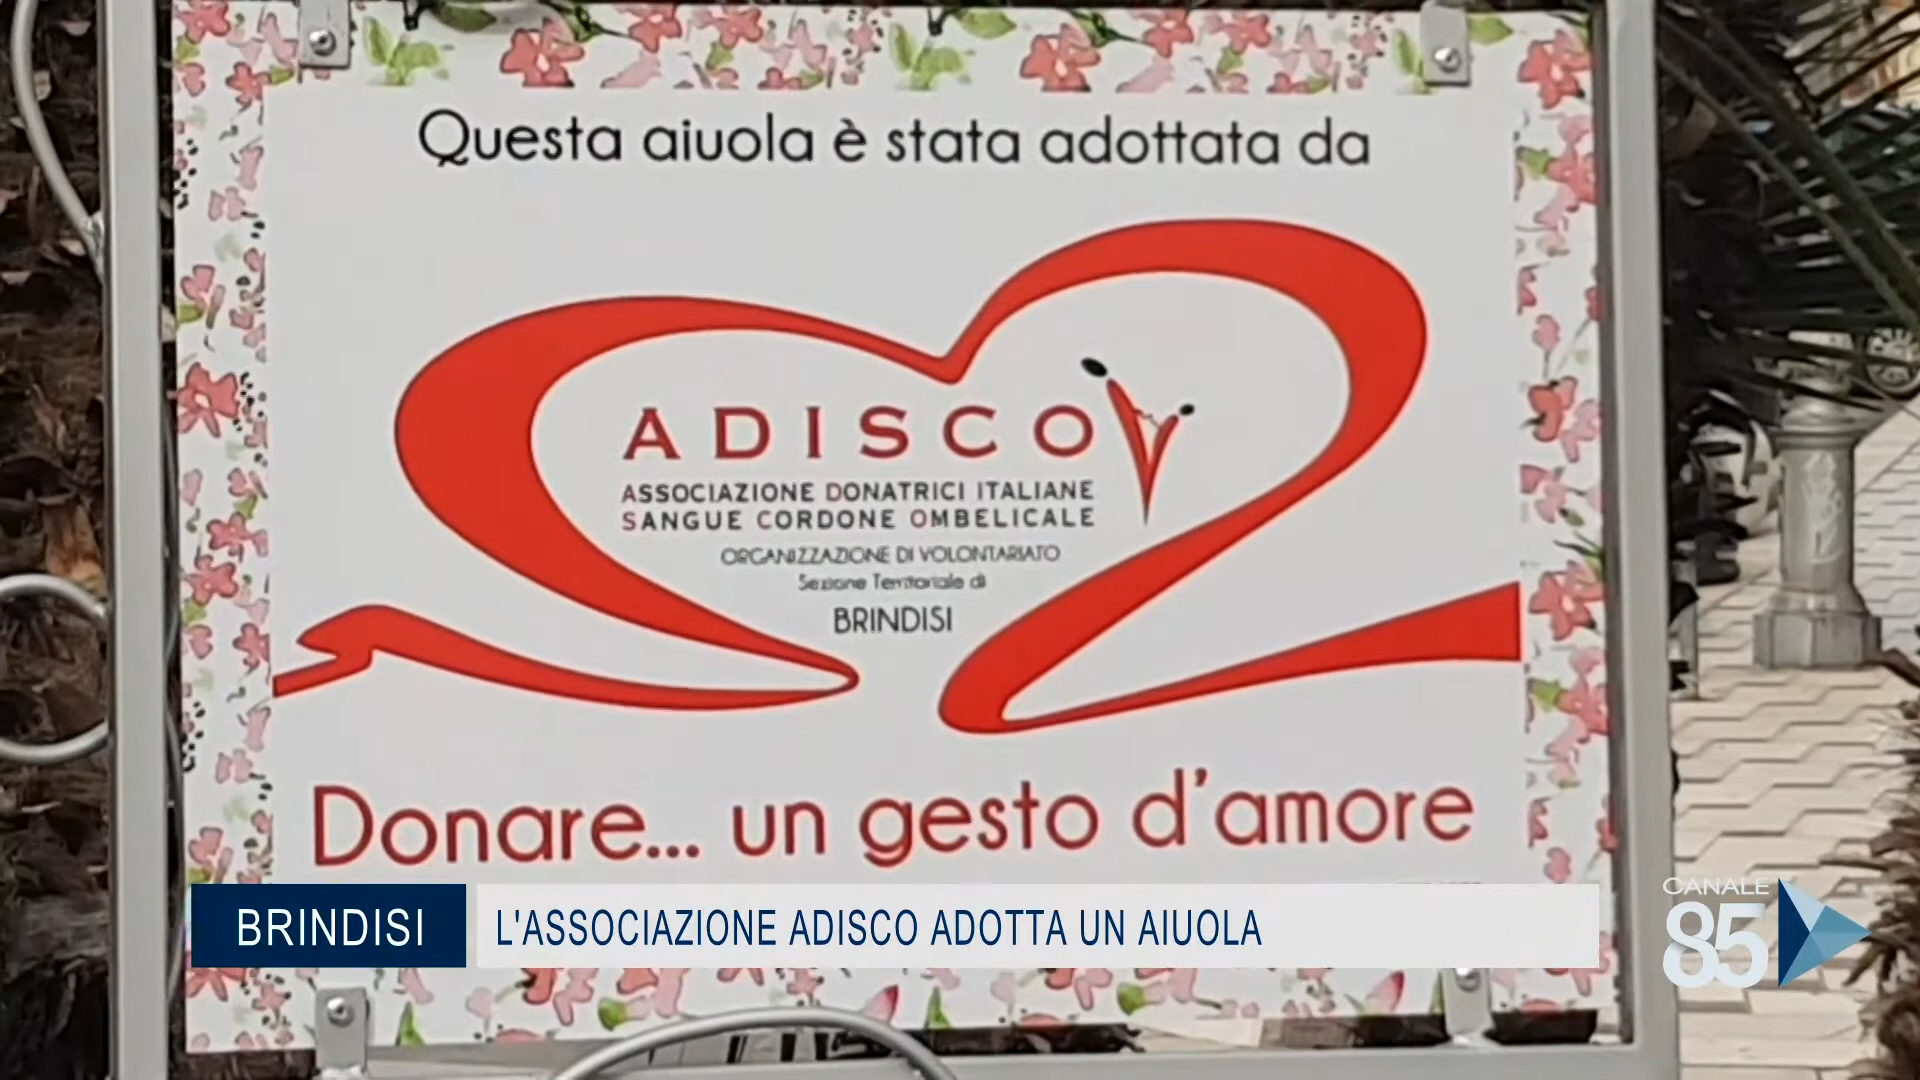 Questa aiuola è stata adottata da
ADISCO
ASSOCIAZIONE DONATRICI ITALIANE
SANGUE CORDONE OMBELICALE
ORGANIZZAZIONE DI VOLONTARIATO
Sezione Territoriale di
BRINDISI
Donare... un gesto d'amore
BRINDISI
L'ASSOCIAZIONE ADISCO ADOTTA UN AIUOLA
CANALE
85